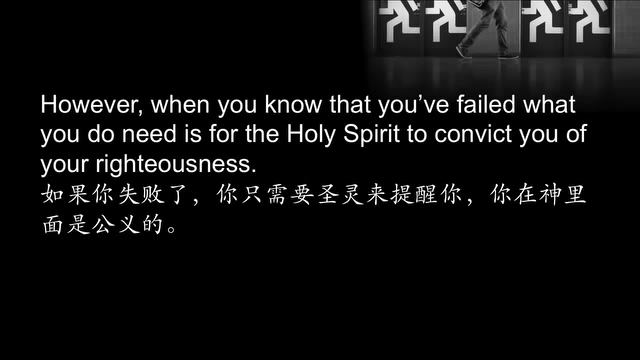 However, when you know that you’ve failed what
you do need is for the Holy Spirit to convict you of
your righteousness.
如果你失败了，你只需要圣灵来提醒你，你在神里
面是公义的。